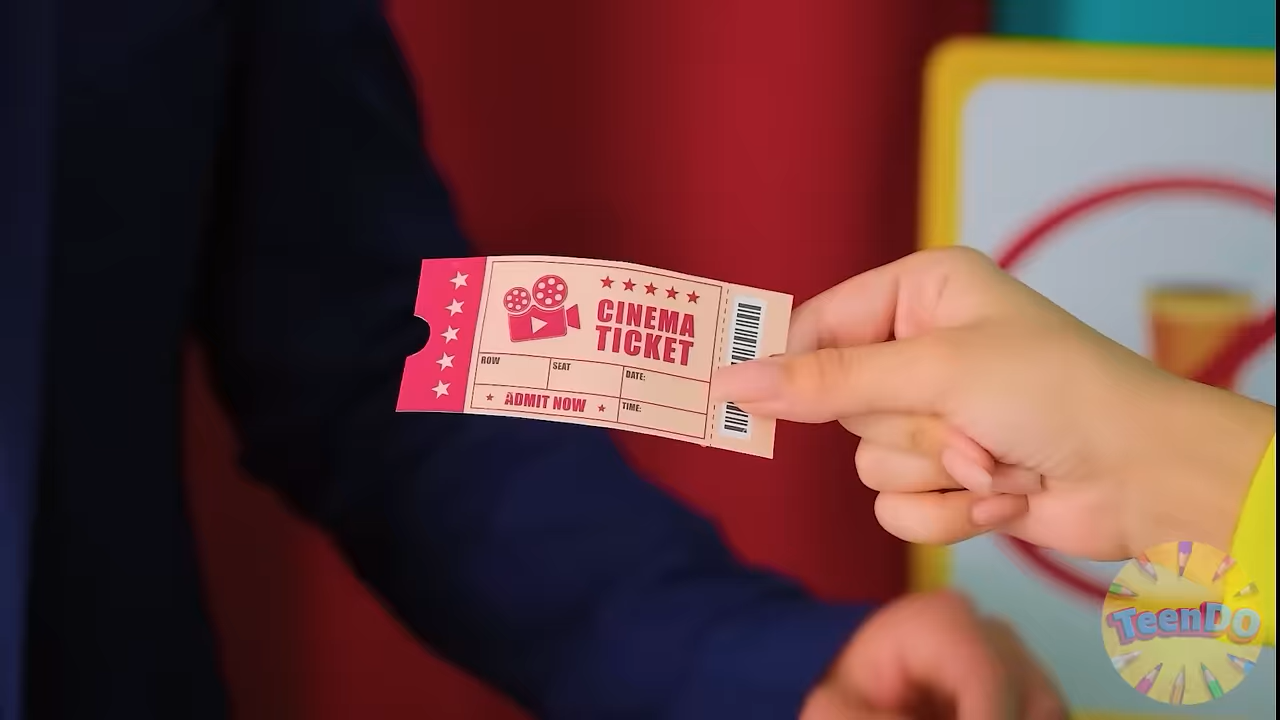 CINEMA
TICKET
ROW
SEAT
DATE:
ADMIT NOW
TIME:
TeenDO